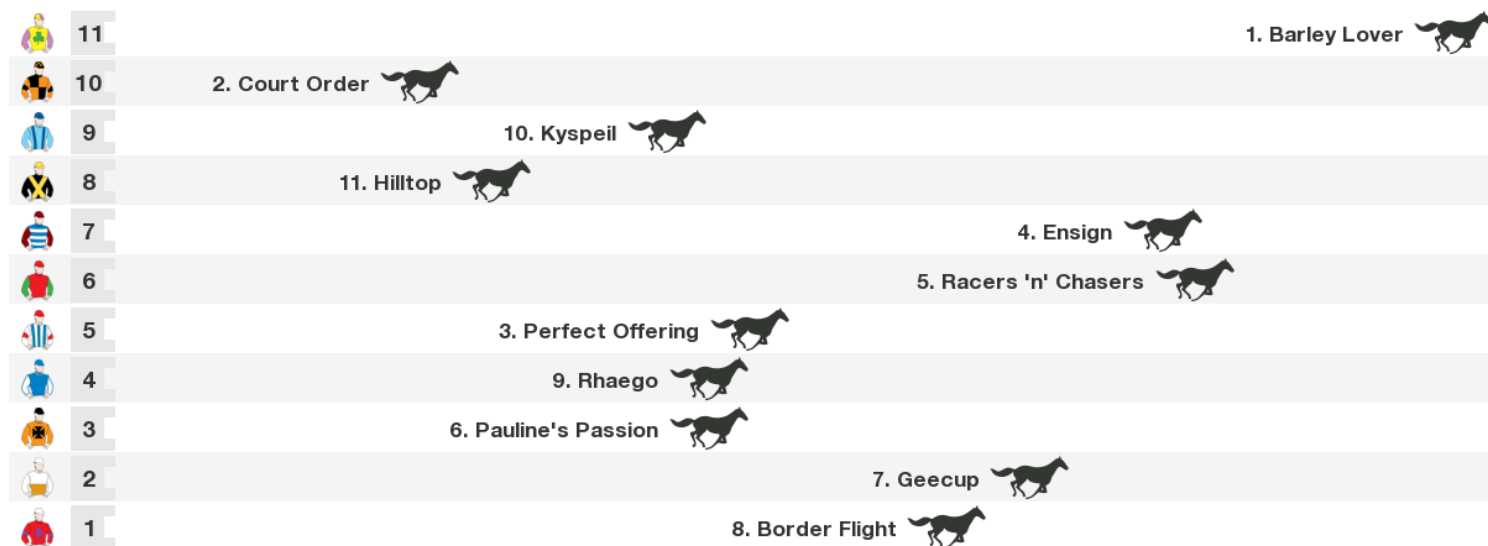 11 1. Barley Lover
10 2. Court Order
9 10. Kyspeil
8 11. Hilltop
7 4. Ensign
6 5. Racers 'n' Chasers
5 3. Perfect Offering
4 9. Rhaego
3 6. Pauline's Passion
2 7. Geecup
1 8. Border Flight